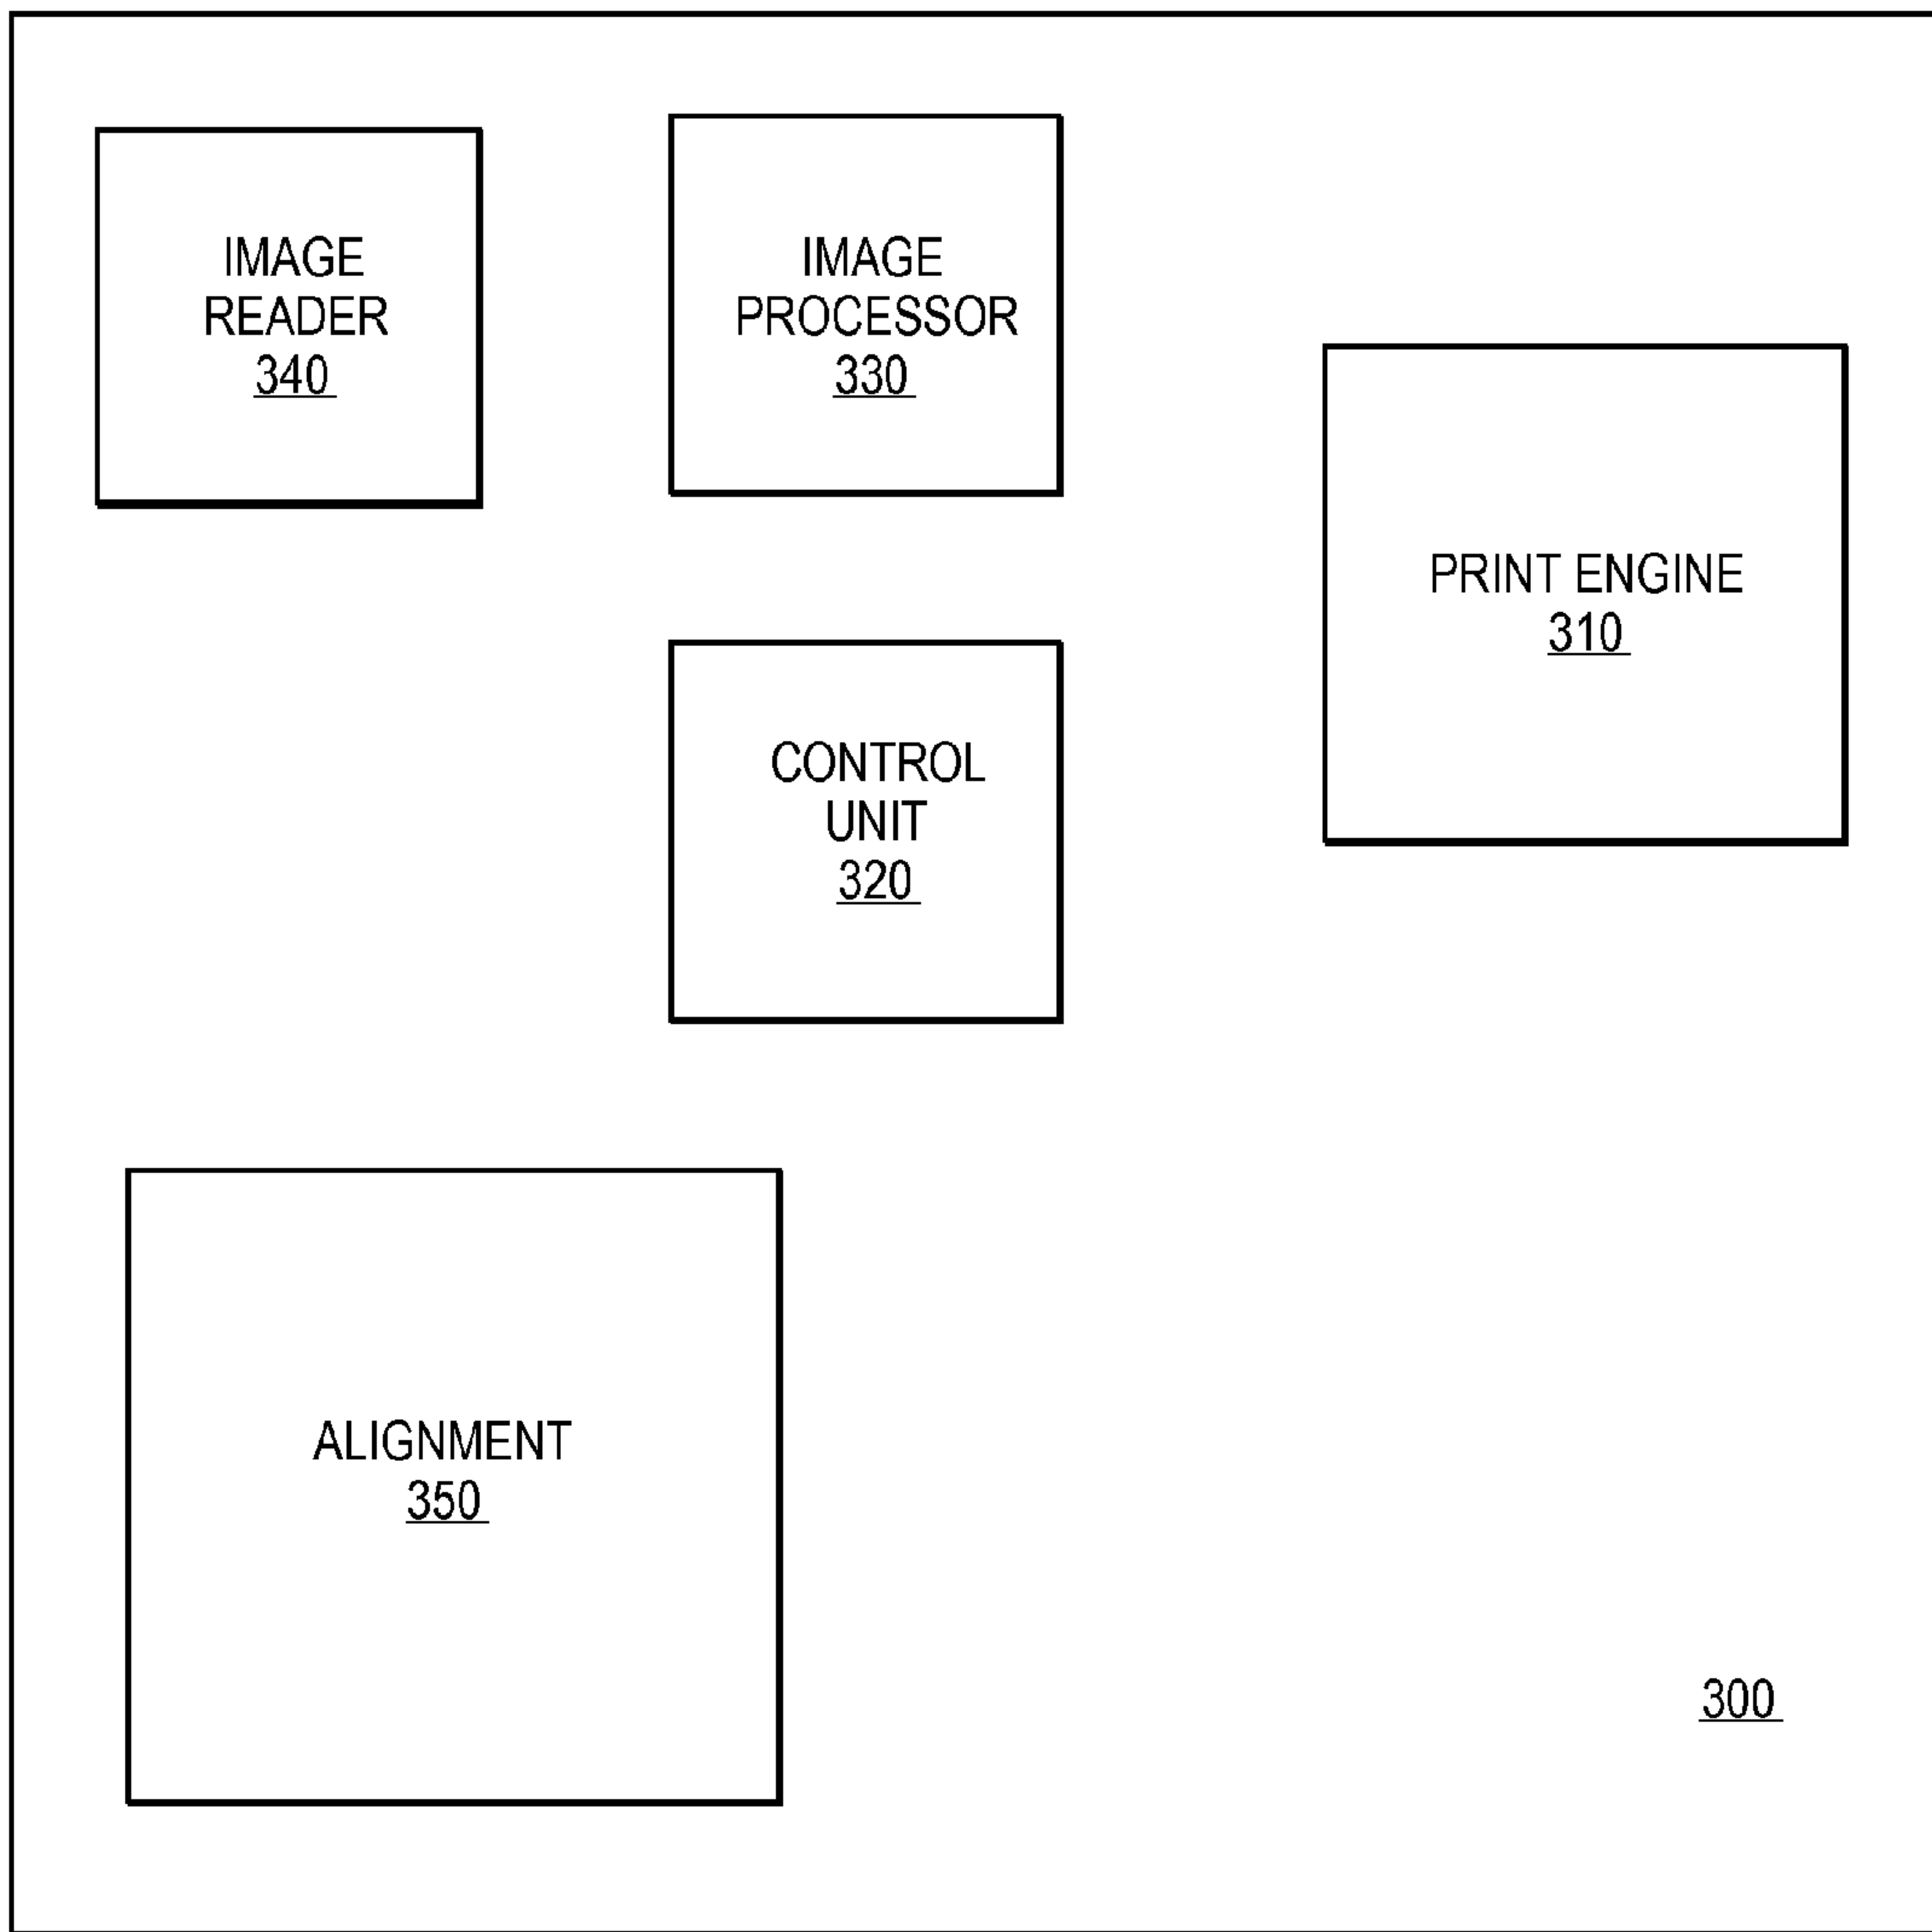 IMAGE
READER
340
IMAGE
PROCESSOR
330
PRINT ENGINE
310
CONTROL
UNIT
320
ALIGNMENT
350
300